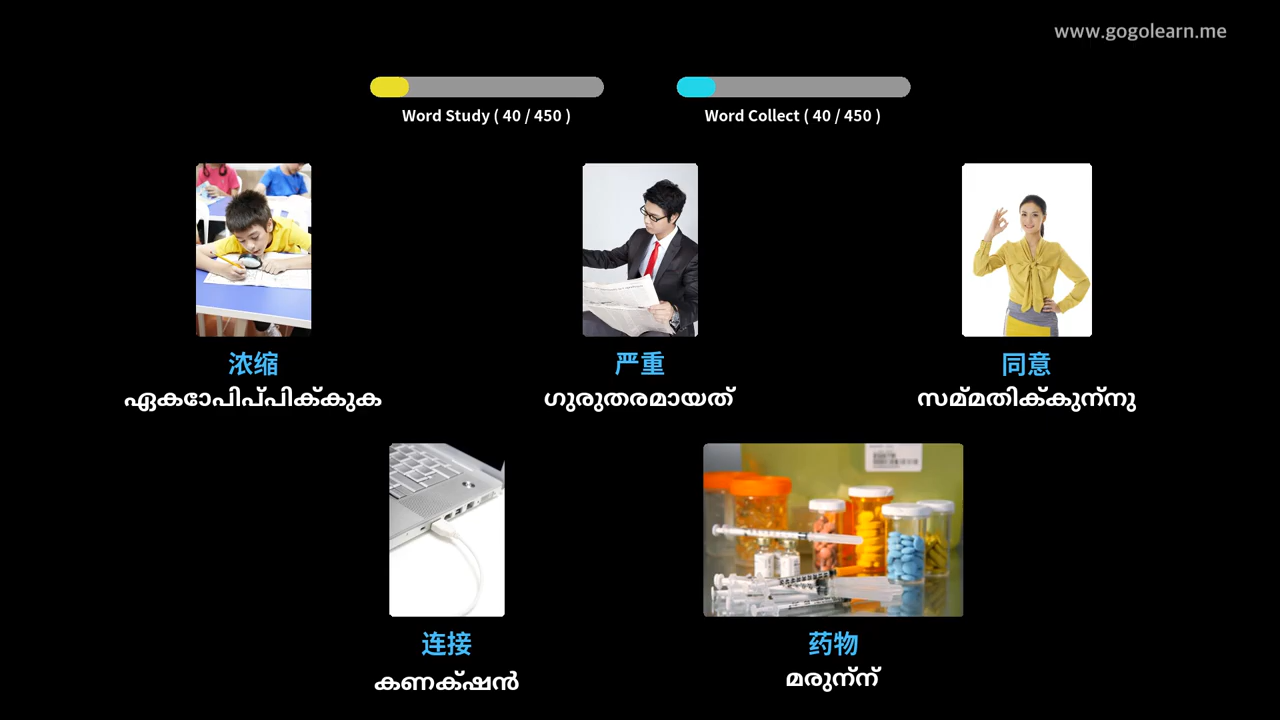 www.gogolearn.me
Word Study ( 40 / 450 )
Word Collect ( 40 / 450 )
浓缩
ഏകോപിപ്പിക്കുക
严重
ഗുരുതരമായത്
同意
സമ്മതിക്കുന്നു
连接
കണക്ഷൻ
药物
മരുന്ന്